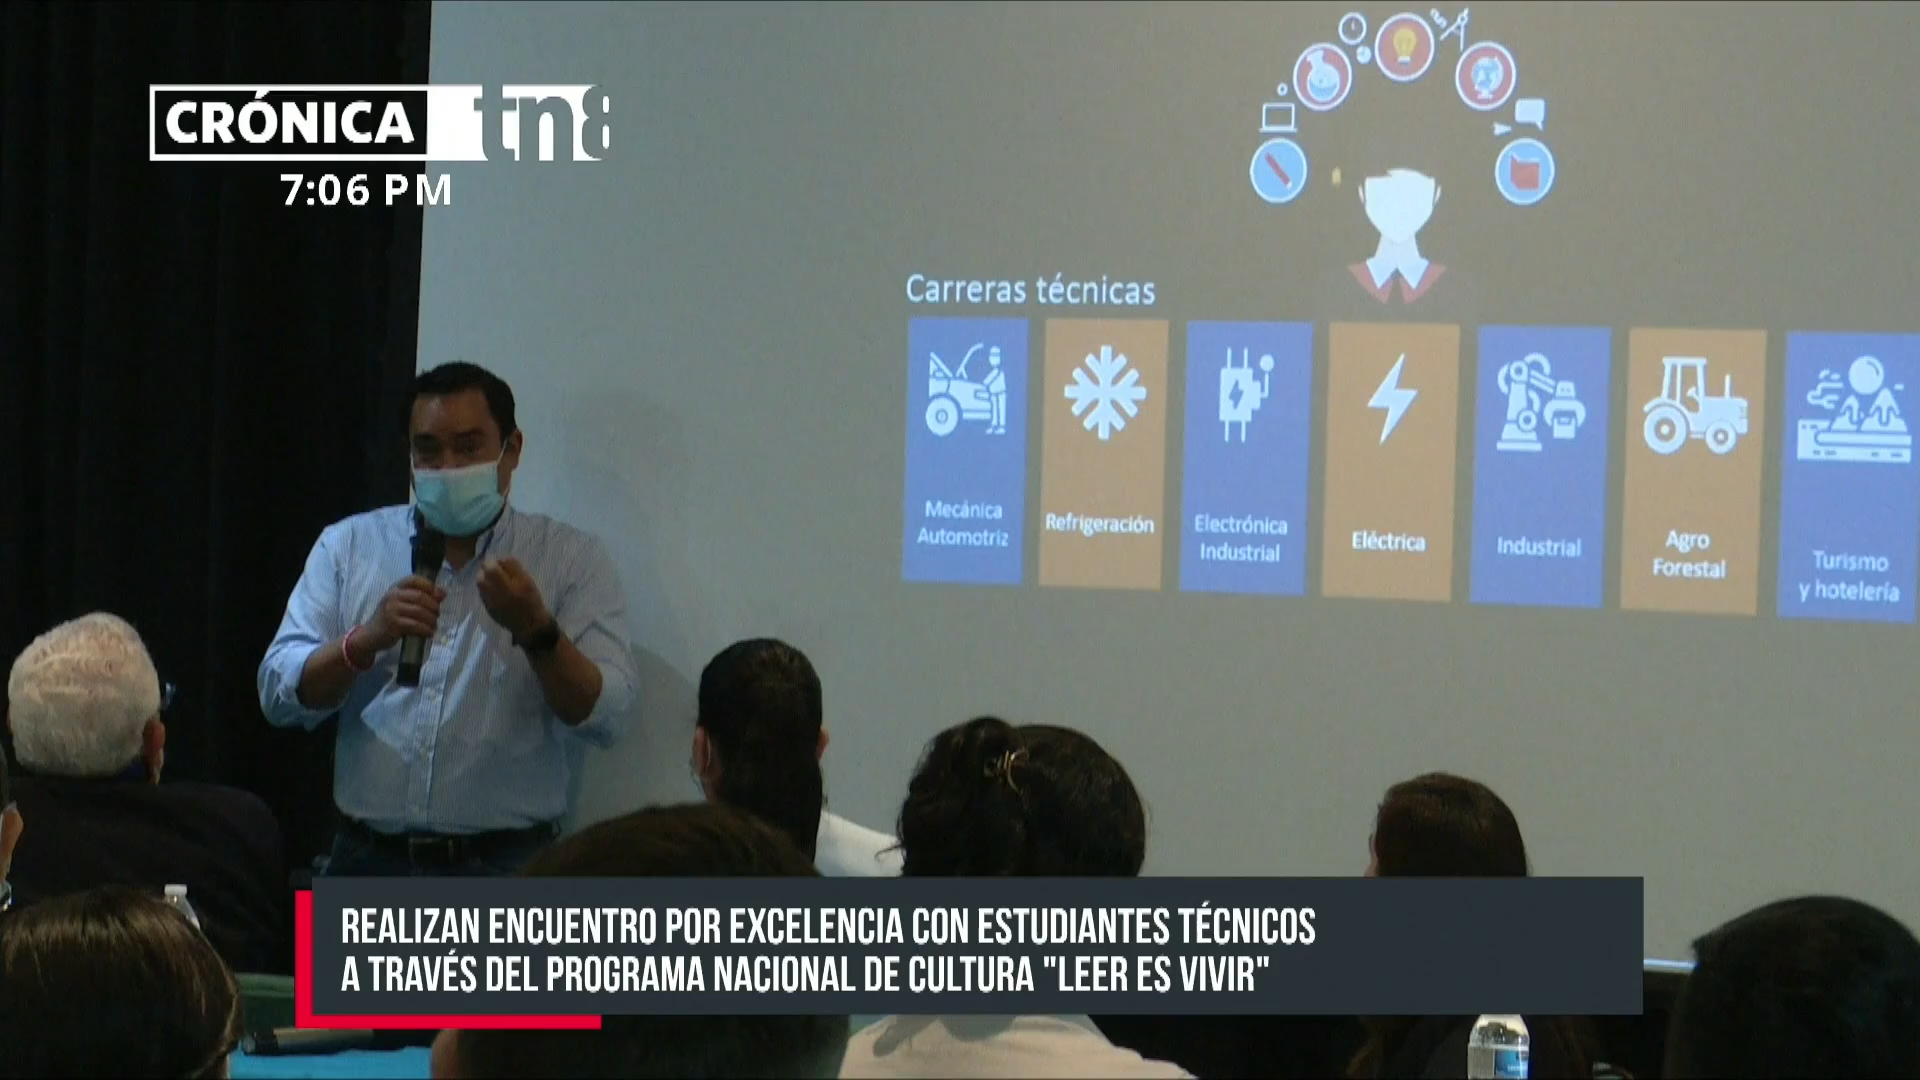 CRÓNICA tn8
7:06 PM
Carreras técnicas
Mecánica
Automotriz
Refrigeración
Electrónica
Industrial
Eléctrica
Industrial
Agro
Forestal
Turismo
y hotelería
REALIZAN ENCUENTRO POR EXCELENCIA CON ESTUDIANTES TÉCNICOS
A TRAVÉS DEL PROGRAMA NACIONAL DE CULTURA "LEER ES VIVIR"